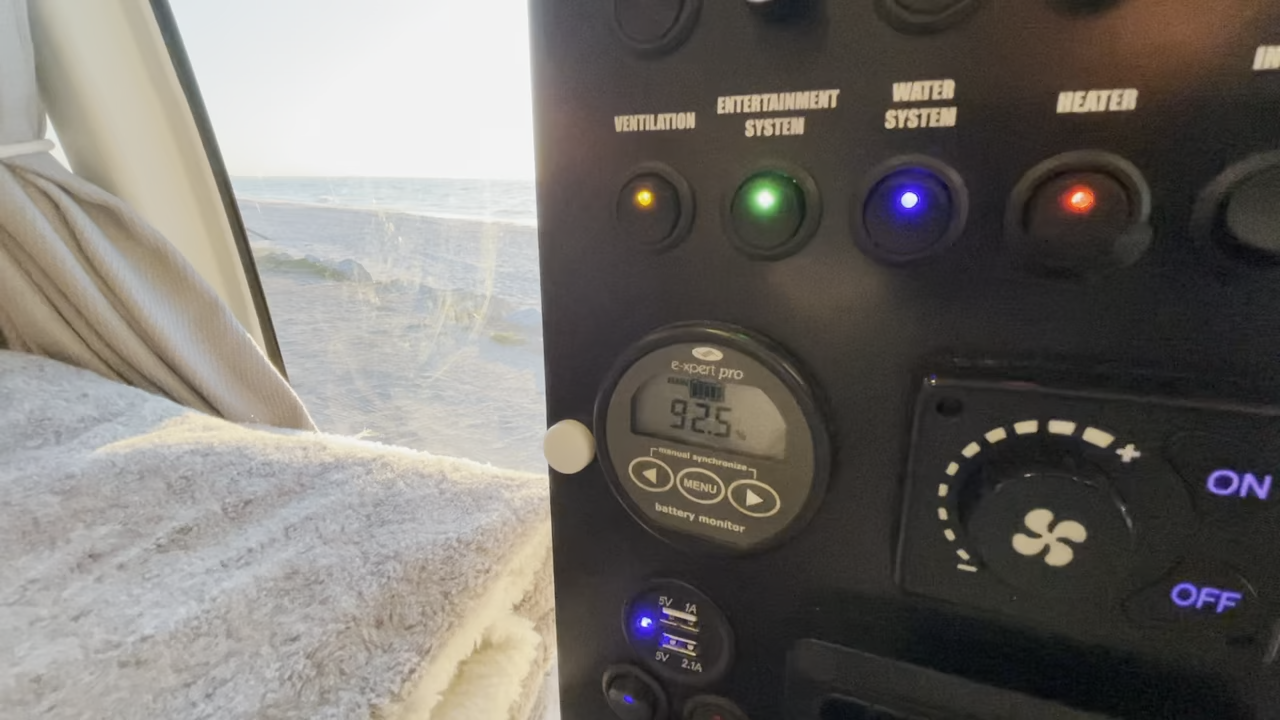 IN
VENTILATION
ENTERTAINMENT
SYSTEM
WATER
SYSTEM
HEATER
e-xpert pro
92.5%
manual synchronize
MENU
battery monitor
+
-
ON
OFF
5V 1A
5V 2.1A